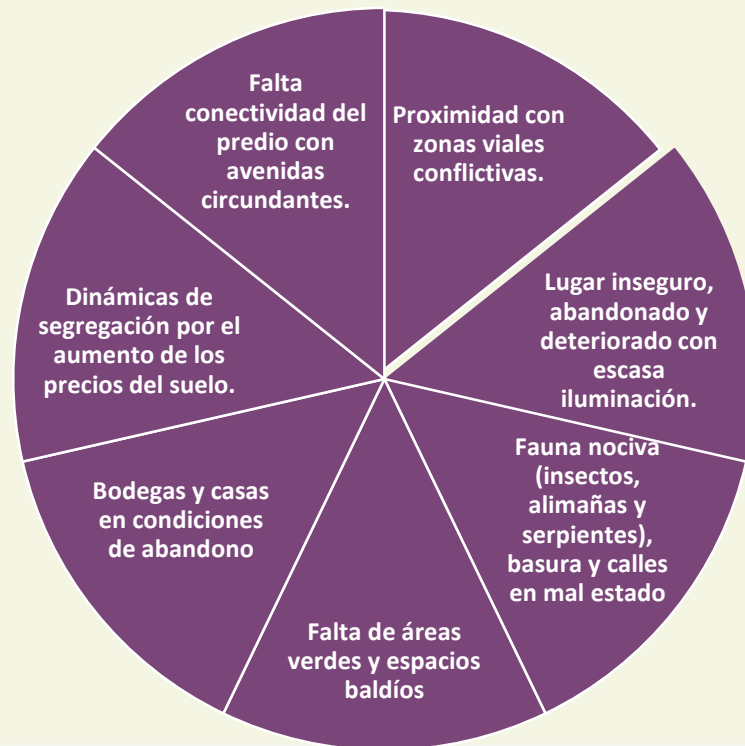 Proximidad con
zonas viales
conflictivas.
Lugar inseguro,
abandonado y
deteriorado con
escasa
iluminación.
Fauna nociva
(insectos,
alimañas y
serpientes),
basura y calles
en mal estado
Falta de áreas
verdes y espacios
baldíos
Bodegas y casas
en condiciones
de abandono
Dinámicas de
segregación por el
aumento de los
precios del suelo.
Falta
conectividad del
predio con
avenidas
circundantes.